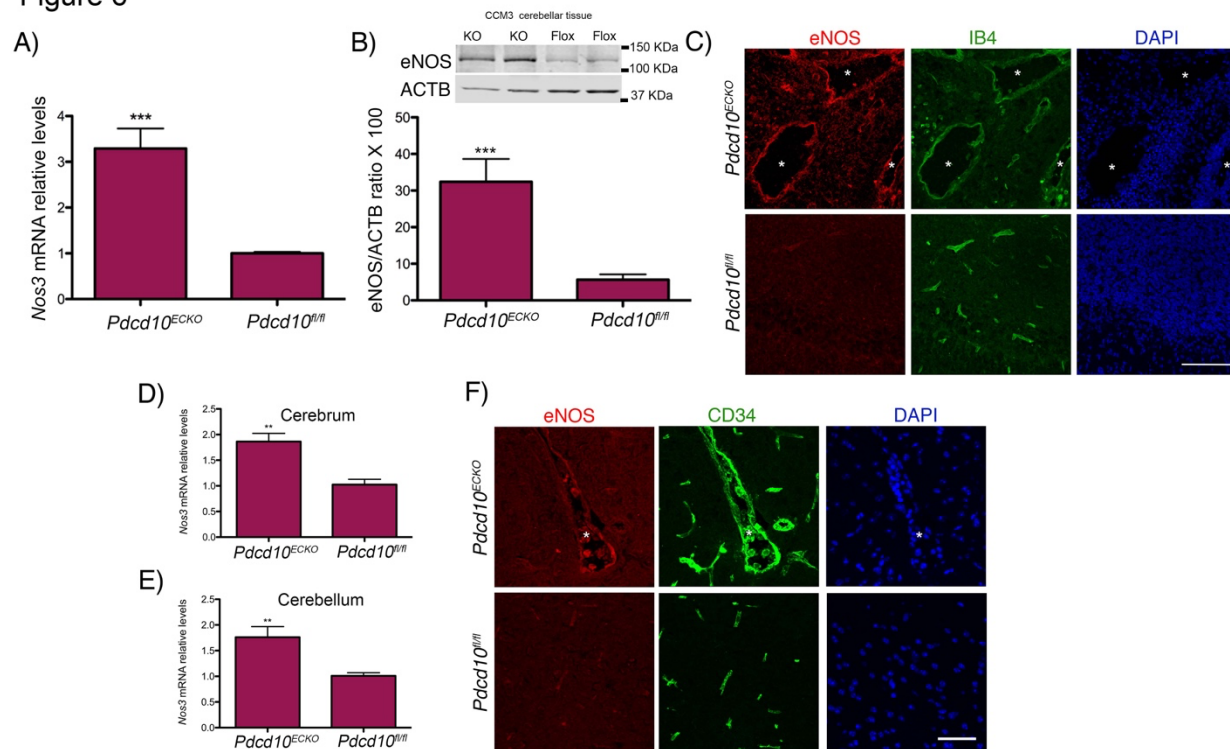 A)
Nos3 mRNA relative levels
4
3
2
1
0
***
Pdcd10ECKO
Pdcd10fl/fl
B)
CCM3 cerebellar tissue
KO KO Flox Flox
eNOS
ACTB
150 KDa
100 KDa
37 KDa
eNOS/ACTB ratio X 100
50
40
30
20
10
0
***
Pdcd10ECKO
Pdcd10fl/fl
C)
eNOS IB4 DAPI
Pdcd10ECKO
* * *
* * *
* * *
Pdcd10fl/fl
D)
Cerebrum
Nos3 mRNA relative levels
2.5
2.0
1.5
1.0
0.5
0.0
**
Pdcd10ECKO
Pdcd10fl/fl
E)
Cerebellum
Nos3 mRNA relative levels
2.5
2.0
1.5
1.0
0.5
0.0
**
Pdcd10ECKO
Pdcd10fl/fl
F)
eNOS CD34 DAPI
Pdcd10ECKO
* * *
Pdcd10fl/fl